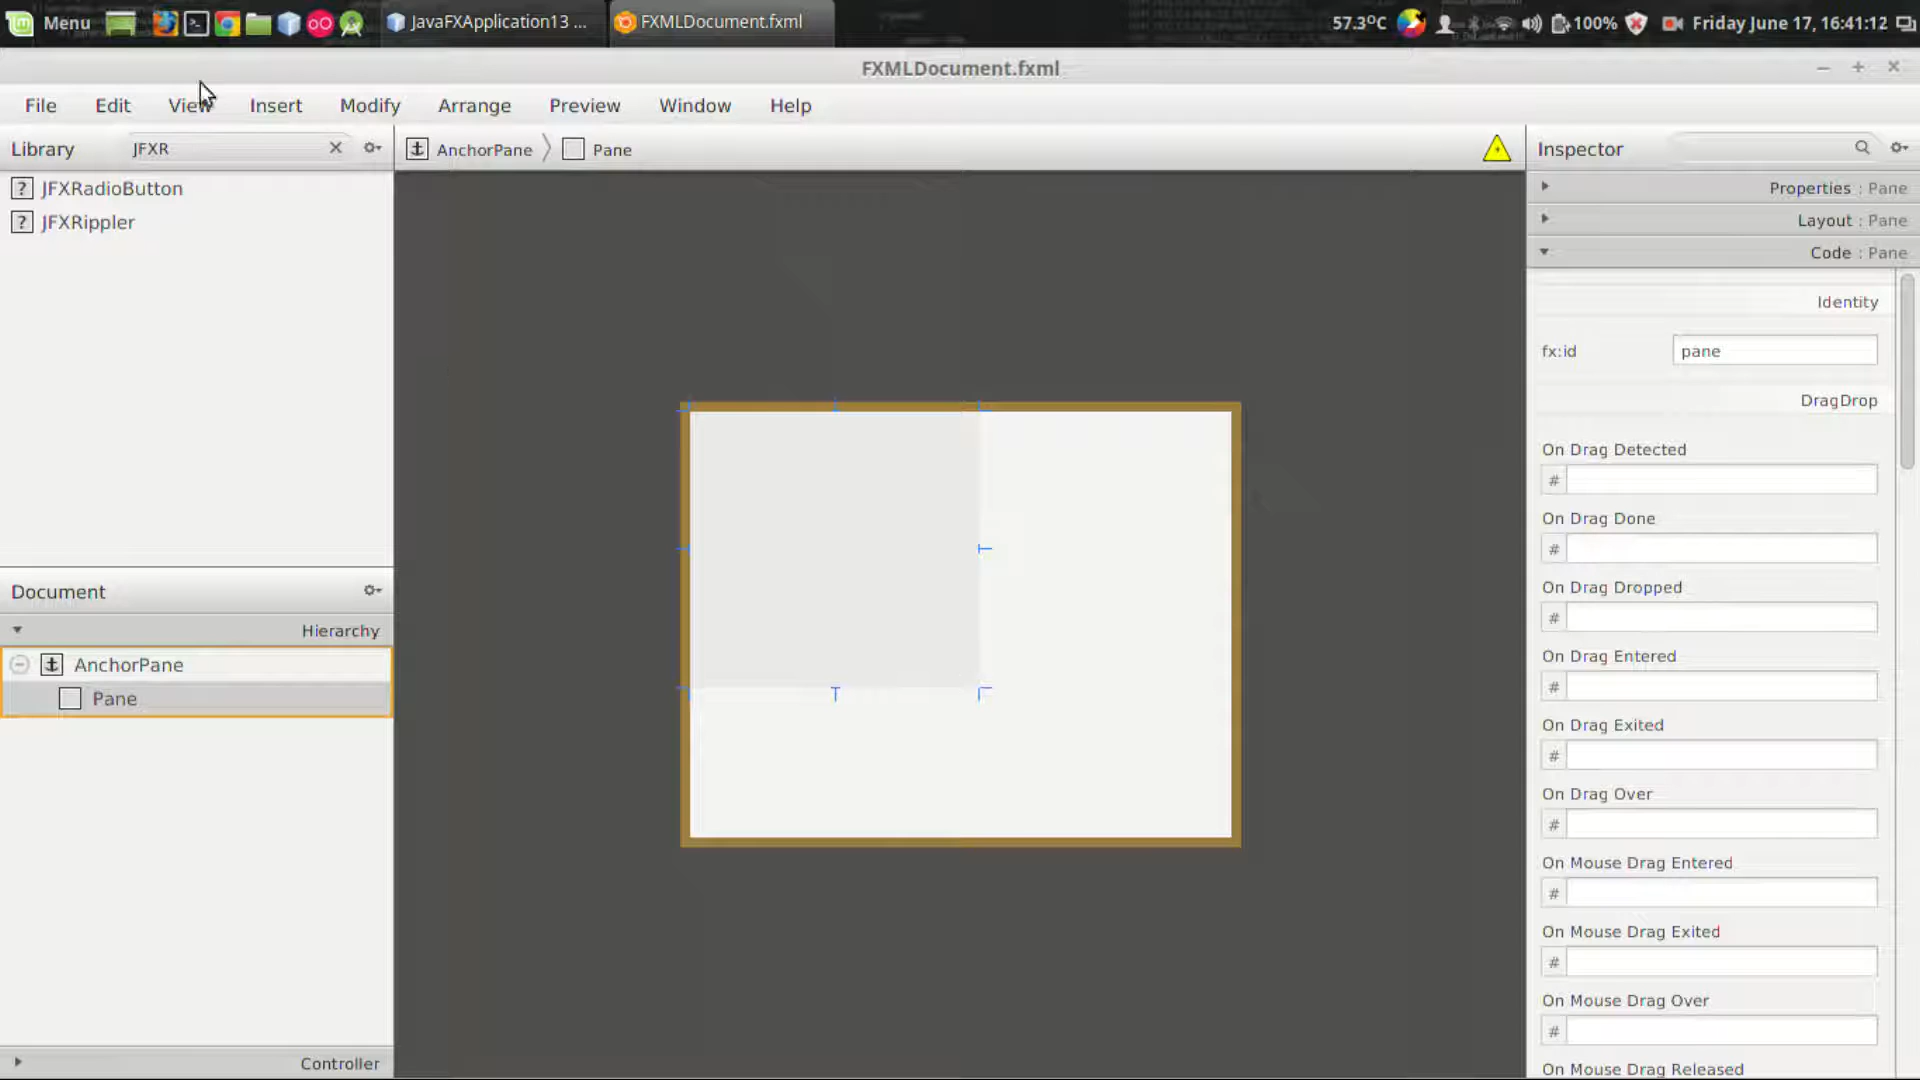 Menu
JavaFXApplication13 ...
FXMLDocument.fxml
57.3°C
100%
Friday June 17, 16:41:12
FXMLDocument.fxml
File Edit View Insert Modify Arrange Preview Window Help
Library
JFXR
JFXRadioButton
JFXRippler
AnchorPane
Pane
Document
Hierarchy
AnchorPane
Pane
Controller
Inspector
Properties : Pane
Layout : Pane
Code : Pane
Identity
fx:id
pane
DragDrop
On Drag Detected
#
On Drag Done
#
On Drag Dropped
#
On Drag Entered
#
On Drag Exited
#
On Drag Over
#
On Mouse Drag Entered
#
On Mouse Drag Exited
#
On Mouse Drag Over
#
On Mouse Drag Released